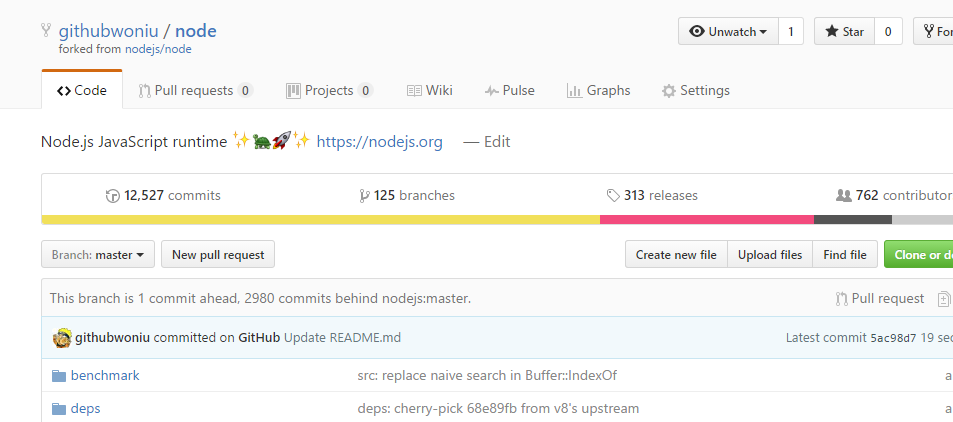 githubwoniu / node
forked from nodejs/node
Unwatch 1 Star 0
Code Pull requests 0 Projects 0 Wiki Pulse Graphs Settings
Node.js JavaScript runtime ✨🐢🚀✨ https://nodejs.org — Edit
12,527 commits 125 branches 313 releases 762
Branch: master New pull request Create new file Upload files Find file Clone or
This branch is 1 commit ahead, 2980 commits behind nodejs:master. Pull request
githubwoniu committed on GitHub Update README.md Latest commit 5ac98d7 19
benchmark src: replace naive search in Buffer::IndexOf
deps deps: cherry-pick 68e89fb from v8's upstream